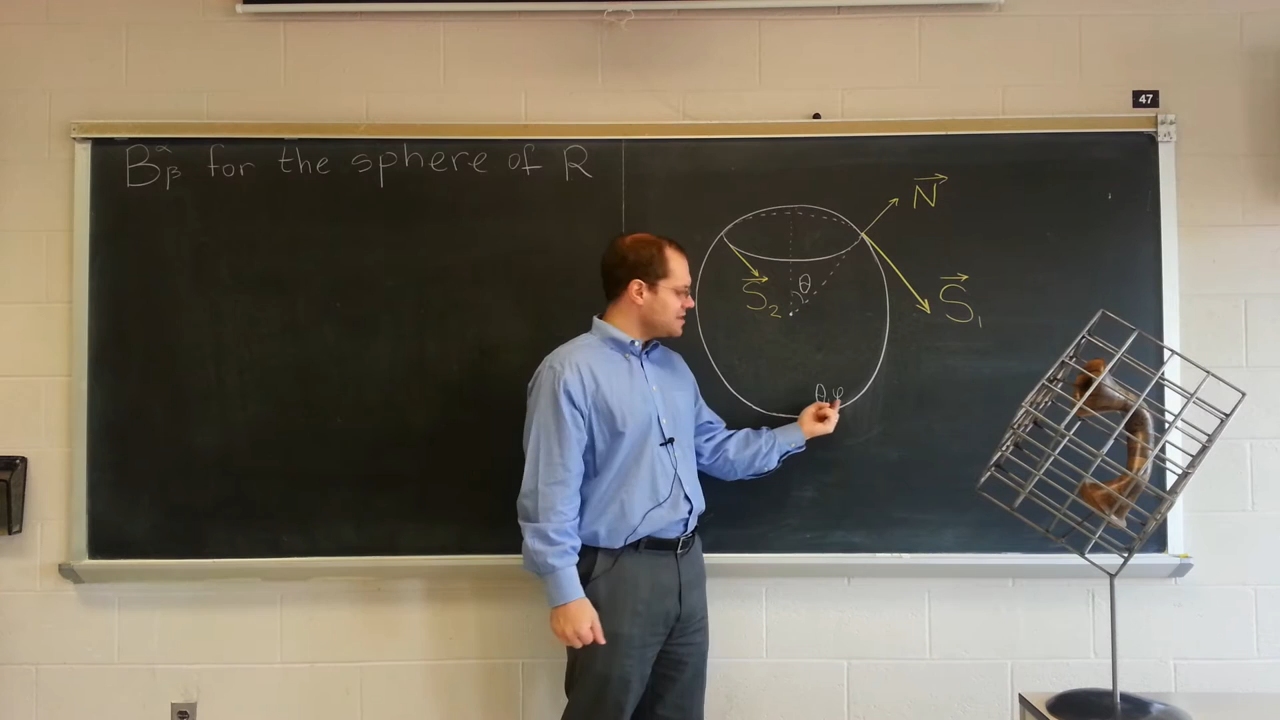 B^α_β for the sphere of R
47
N⃗
θ
S⃗₂
S⃗₁
θ,φ